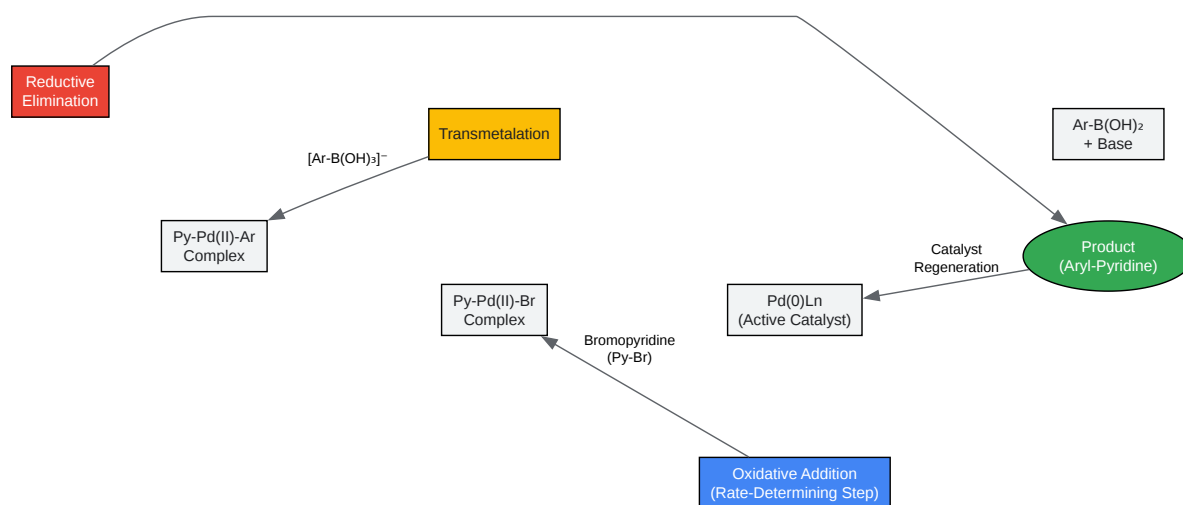 Reductive
Elimination
Transmetalation
Ar-B(OH)₂
+ Base
[Ar-B(OH)₃]⁻
Py-Pd(II)-Ar
Complex
Product
(Aryl-Pyridine)
Catalyst
Regeneration
Py-Pd(II)-Br
Complex
Pd(0)Ln
(Active Catalyst)
Bromopyridine
(Py-Br)
Oxidative Addition
(Rate-Determining Step)